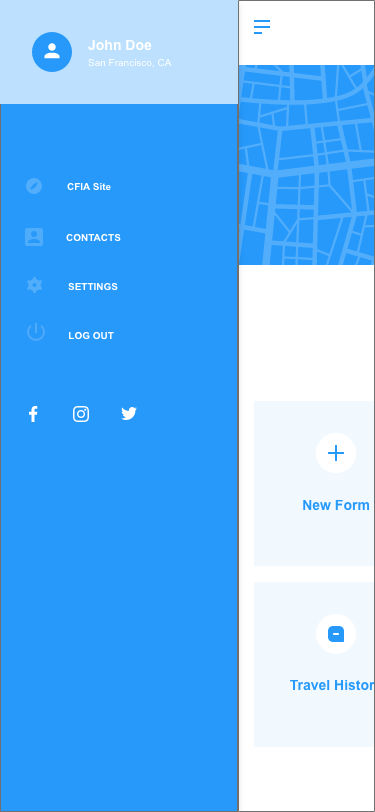 John Doe
San Francisco, CA
CFIA Site
CONTACTS
SETTINGS
LOG OUT
New Form
Travel Histor